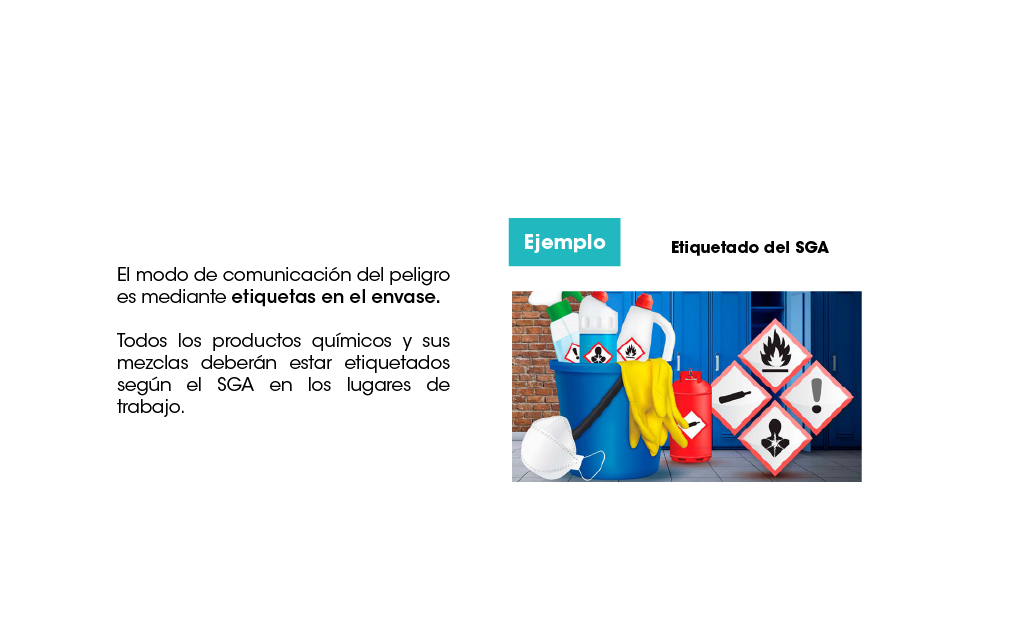 Ejemplo
Etiquetado del SGA
El modo de comunicación del peligro
es mediante etiquetas en el envase.
Todos los productos químicos y sus
mezclas deberán estar etiquetados
según el SGA en los lugares de
trabajo.